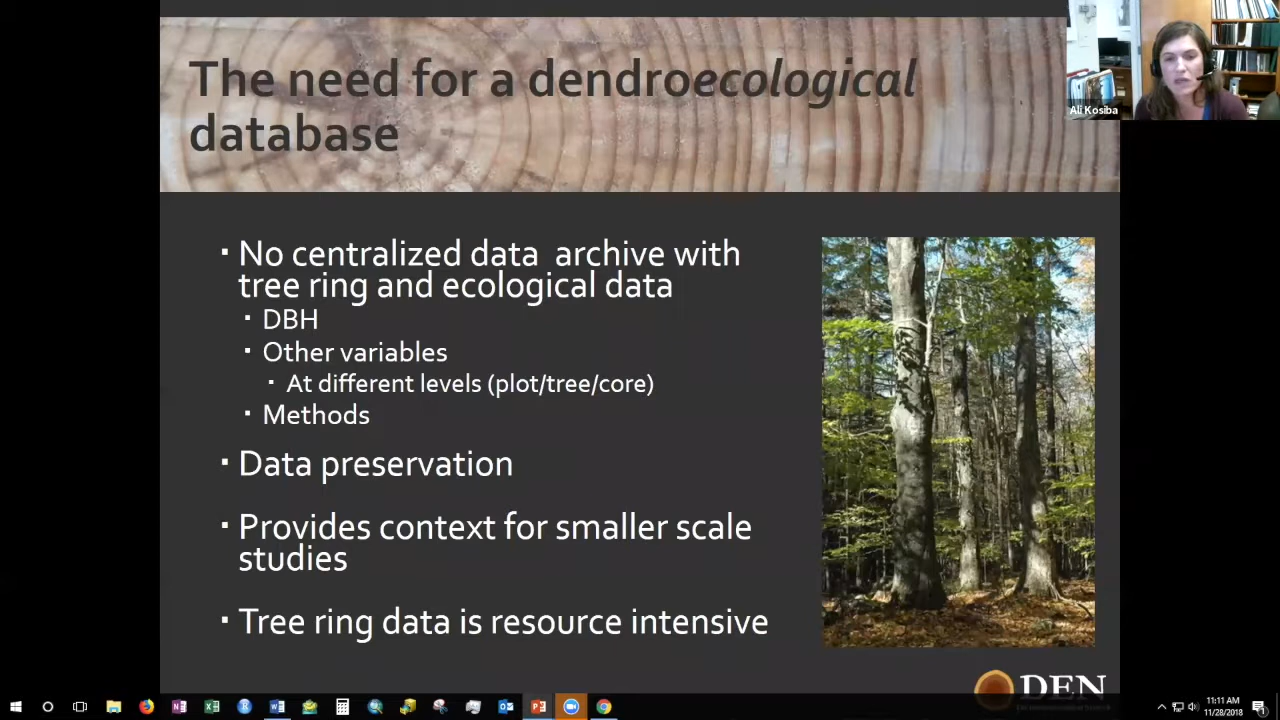 The need for a dendroecological
database
Ali Kosiba
▪ No centralized data archive with
tree ring and ecological data
▪ DBH
▪ Other variables
▪ At different levels (plot/tree/core)
▪ Methods
▪ Data preservation
▪ Provides context for smaller scale
studies
▪ Tree ring data is resource intensive
DEN
11:11 AM
11/28/2018